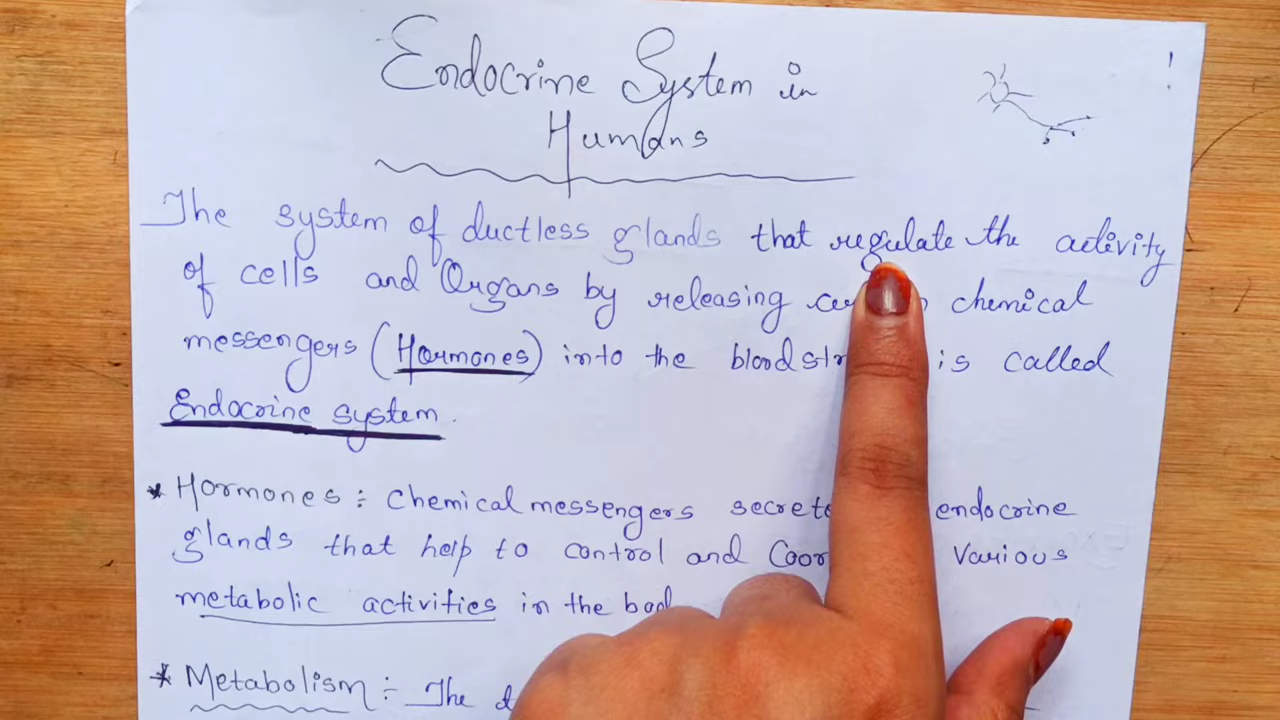 Endocrine System in
Humans
!
The system of ductless glands that regulate the activity
of cells and Organs by releasing chemical
messengers (Hormones) into the is called
Endocrine system.
* Hormones : Chemical messengers endocrine
glands that help to control and various
metabolic activities in the
* Metabolism :- The